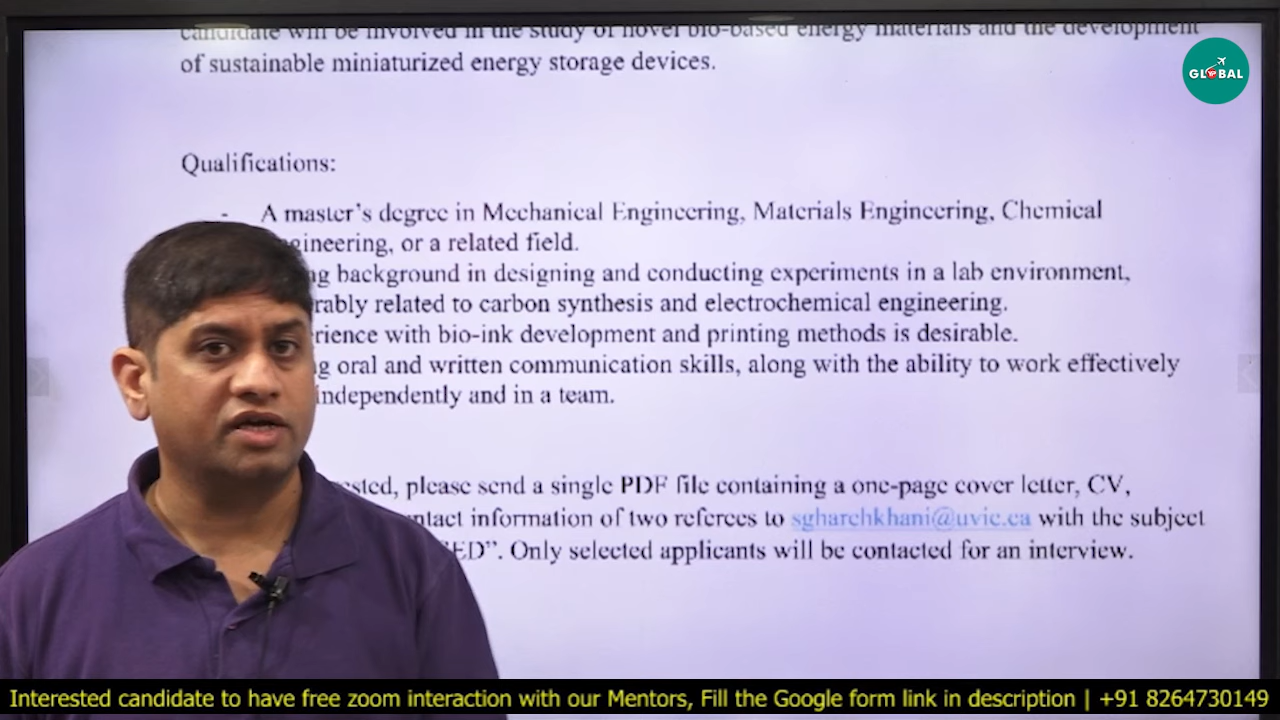 candidate will be involved in the study of novel bio-based energy materials and the development
of sustainable miniaturized energy storage devices.
GLOBAL
Qualifications:
- A master's degree in Mechanical Engineering, Materials Engineering, Chemical
gineering, or a related field.
ng background in designing and conducting experiments in a lab environment,
rably related to carbon synthesis and electrochemical engineering.
rience with bio-ink development and printing methods is desirable.
ng oral and written communication skills, along with the ability to work effectively
independently and in a team.
ested, please send a single PDF file containing a one-page cover letter, CV,
ntact information of two referees to sgharehkhani@uvic.ca with the subject
ED”. Only selected applicants will be contacted for an interview.
Interested candidate to have free zoom interaction with our Mentors, Fill the Google form link in description | +91 8264730149